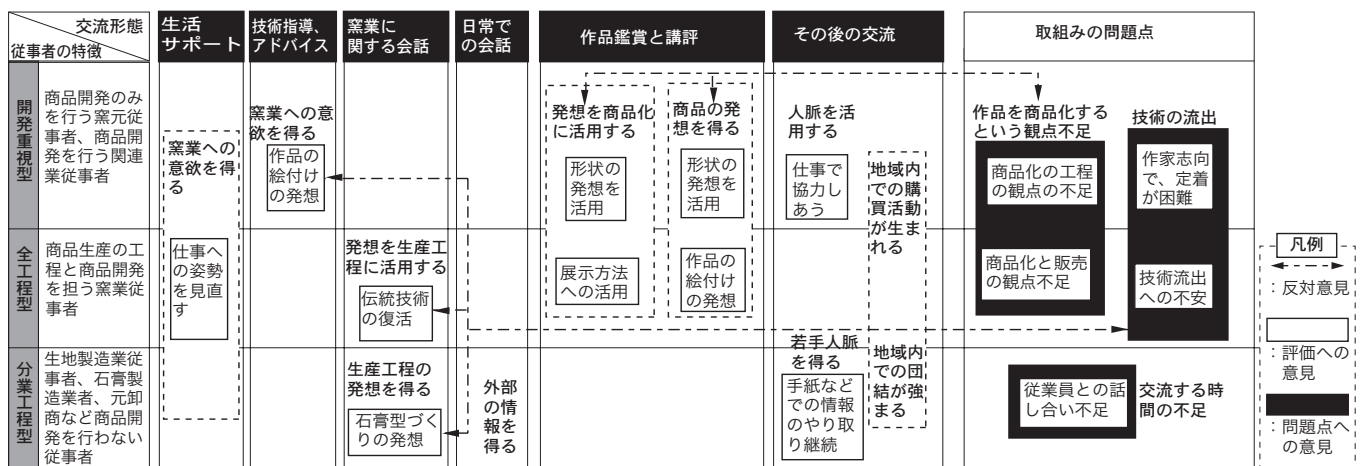 交流形態
従事者の特徴
生活
サポート
技術指導、
アドバイス
窯業に
関する会話
日常で
の会話
作品鑑賞と講評
その後の交流
取組みの問題点
開発重視型
商品開発のみ
を行う窯元従
事者、商品開
発を行う関連
業従事者
窯業への
意欲を得
る
窯業への意
欲を得る
作品の
絵付けの
発想
発想を商品化
に活用する
形状の
発想を
活用
商品の発
想を得る
形状の
発想を
活用
人脈を活
用する
仕事で
協力し
あう
地域内
での購
買活動
が生ま
れる
作品を商品化する
という観点不足
商品化の工程
の観点の不足
技術の流出
作家志向
で、定着
が困難
全工程型
商品生産の工
程と商品開発
を担う窯業従
事者
仕事へ
の姿勢
を見直
す
発想を生産工
程に活用する
伝統技術
の復活
展示方法
への活用
作品の
絵付け
の発想
商品化と販売
の観点不足
技術流出
への不安
分業工程型
生地製造業従
事者、石膏製
造業者、元卸
商など商品開
発を行わない
従事者
生産工程の
発想を得る
石膏型づく
りの発想
外部
の情
報を
得る
若手人脈
を得る
手紙など
での情報
のやり取
り継続
地域内
での団
結が強
まる
従業員との話
し合い不足
交流する時
間の不足
凡例
：反対意見
：評価への
意見
：問題点へ
の意見